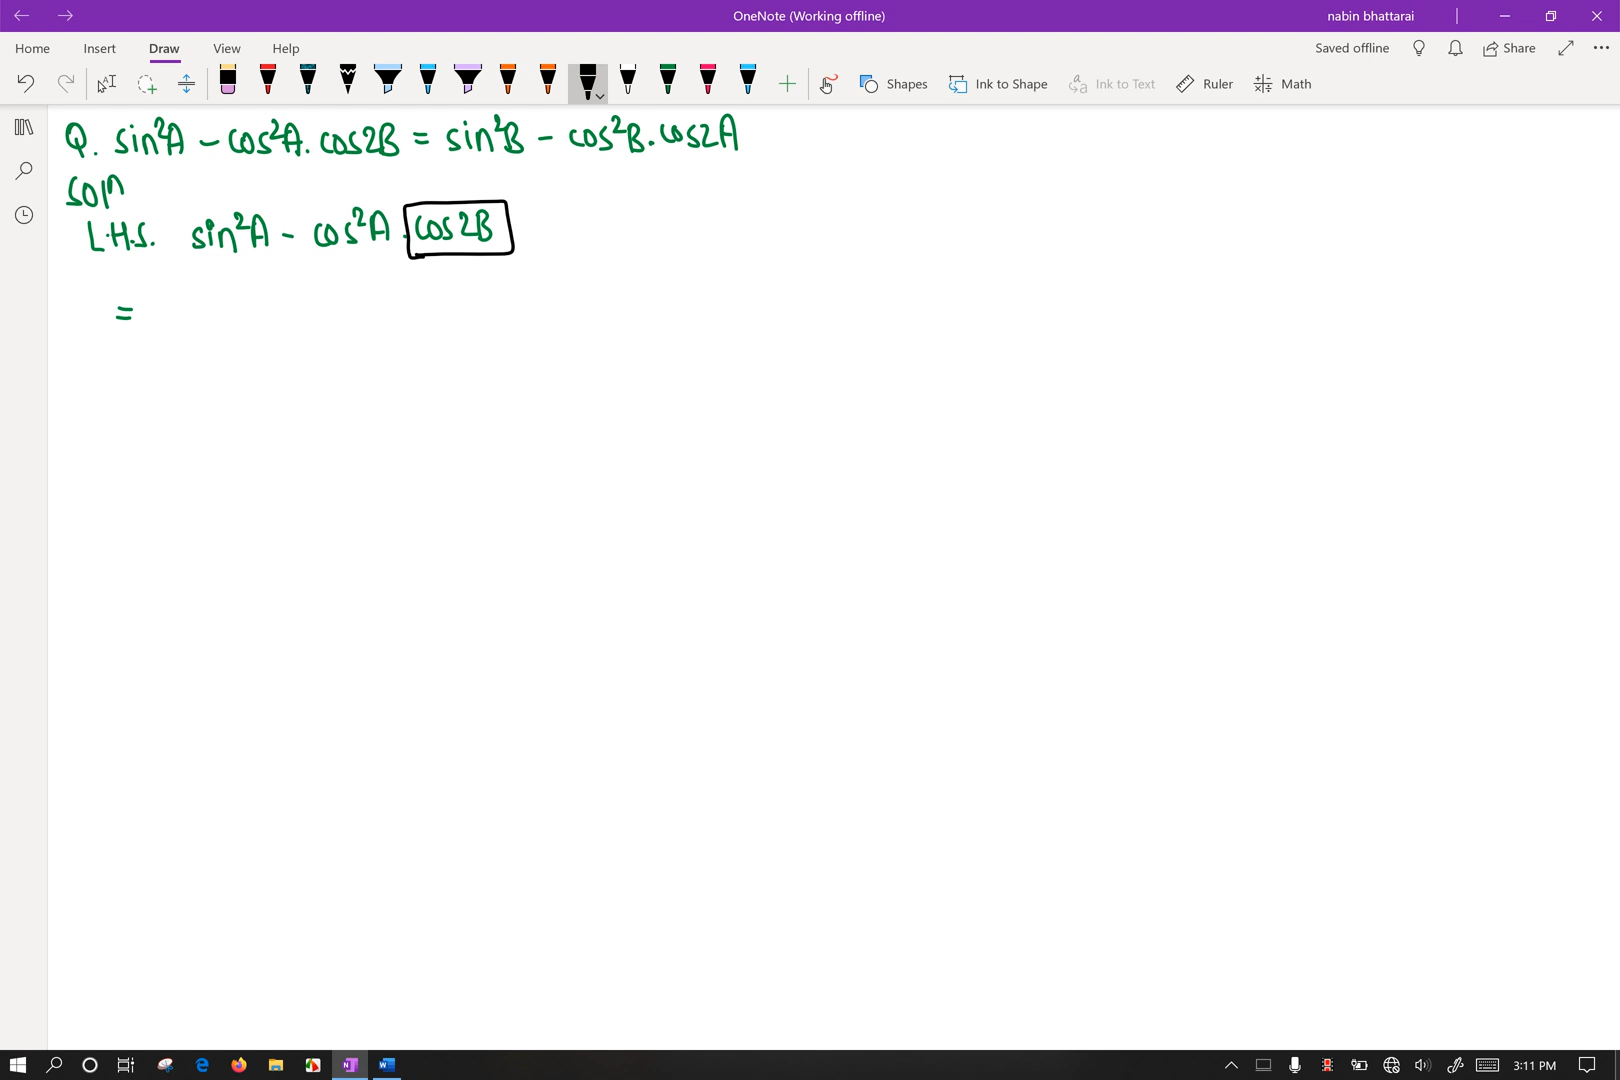 OneNote (Working offline)
nabin bhattarai
Home Insert Draw View Help
Saved offline Share
Shapes Ink to Shape Ink to Text Ruler Math
Q. sin²A − cos²A. cos2B = sin²B − cos²B. cos2A
Soln
L.H.S. sin²A − cos²A . cos2B
=
3:11 PM